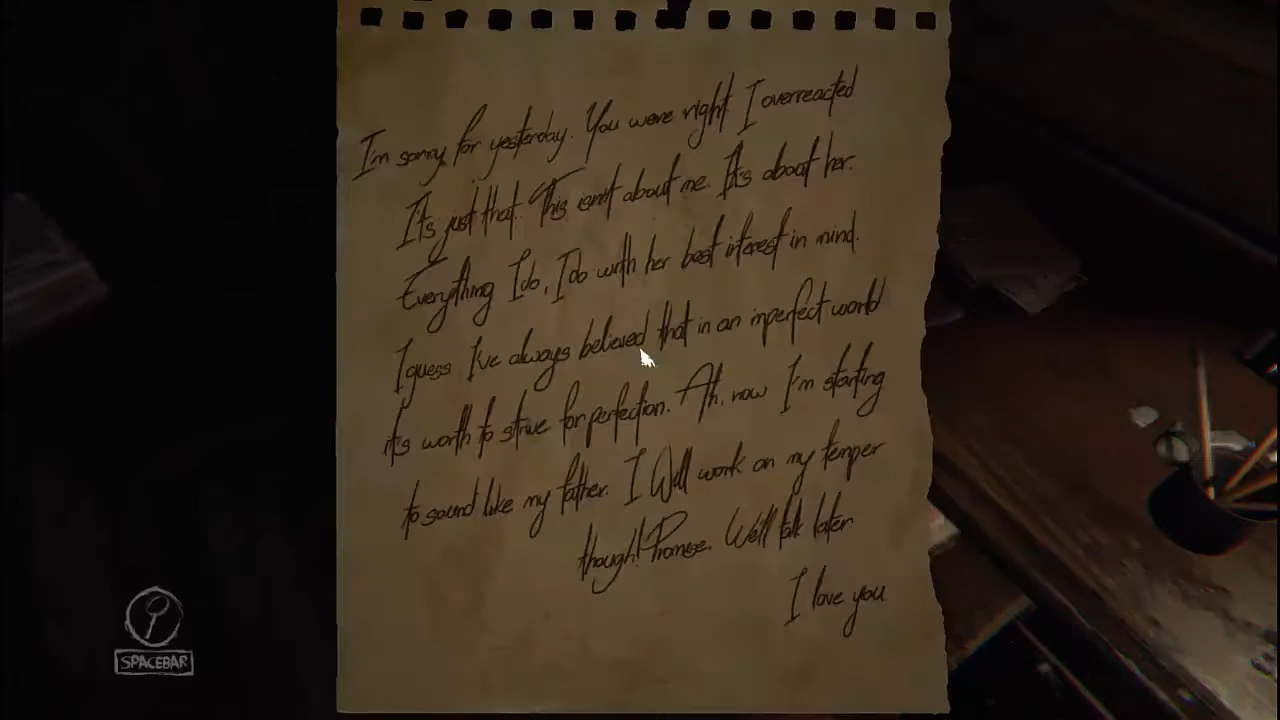 I'm sorry for yesterday. You were right. I overreacted
It's just that. This isn't about me. It's about her.
Everything I do, I do with her best interest in mind.
I guess I've always believed that in an inperfect world
it's worth to strive for perfection. Ah, now I'm starting
to sound like my father. I Will work on my temper
though! Promise. We'll talk later
I love you
SPACEBAR